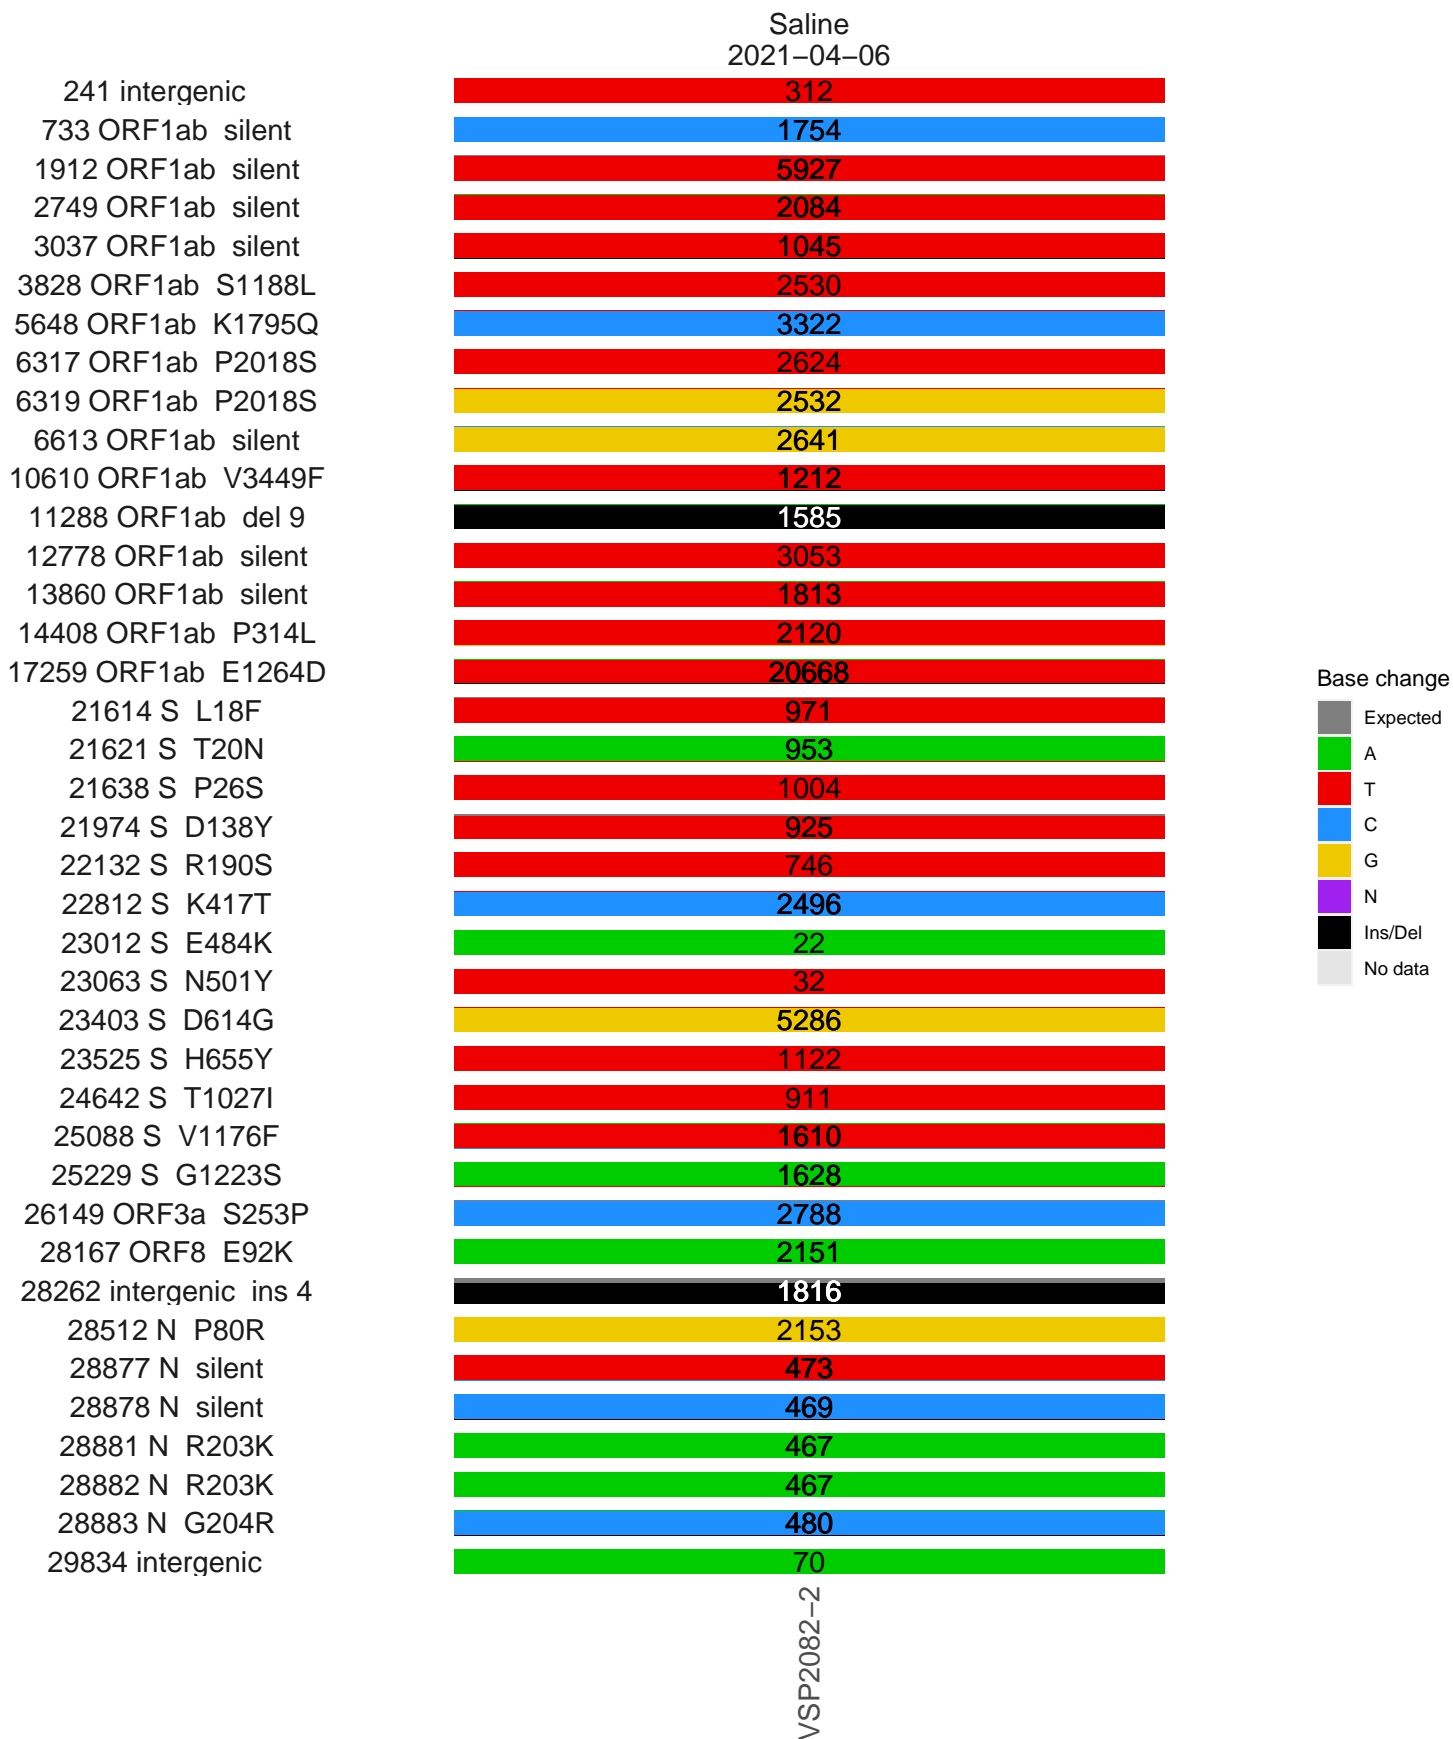 Saline
2021−04−06
241 intergenic 312
733 ORF1ab silent 1754
1912 ORF1ab silent 5927
2749 ORF1ab silent 2084
3037 ORF1ab silent 1045
3828 ORF1ab S1188L 2530
5648 ORF1ab K1795Q 3322
6317 ORF1ab P2018S 2624
6319 ORF1ab P2018S 2532
6613 ORF1ab silent 2641
10610 ORF1ab V3449F 1212
11288 ORF1ab del 9 1585
12778 ORF1ab silent 3053
13860 ORF1ab silent 1813
14408 ORF1ab P314L 2120
17259 ORF1ab E1264D 20668
21614 S L18F 971
21621 S T20N 953
21638 S P26S 1004
21974 S D138Y 925
22132 S R190S 746
22812 S K417T 2496
23012 S E484K 22
23063 S N501Y 32
23403 S D614G 5286
23525 S H655Y 1122
24642 S T1027I 911
25088 S V1176F 1610
25229 S G1223S 1628
26149 ORF3a S253P 2788
28167 ORF8 E92K 2151
28262 intergenic ins 4 1816
28512 N P80R 2153
28877 N silent 473
28878 N silent 469
28881 N R203K 467
28882 N R203K 467
28883 N G204R 480
29834 intergenic 70
VSP2082−2
Base change
Expected
A
T
C
G
N
Ins/Del
No data